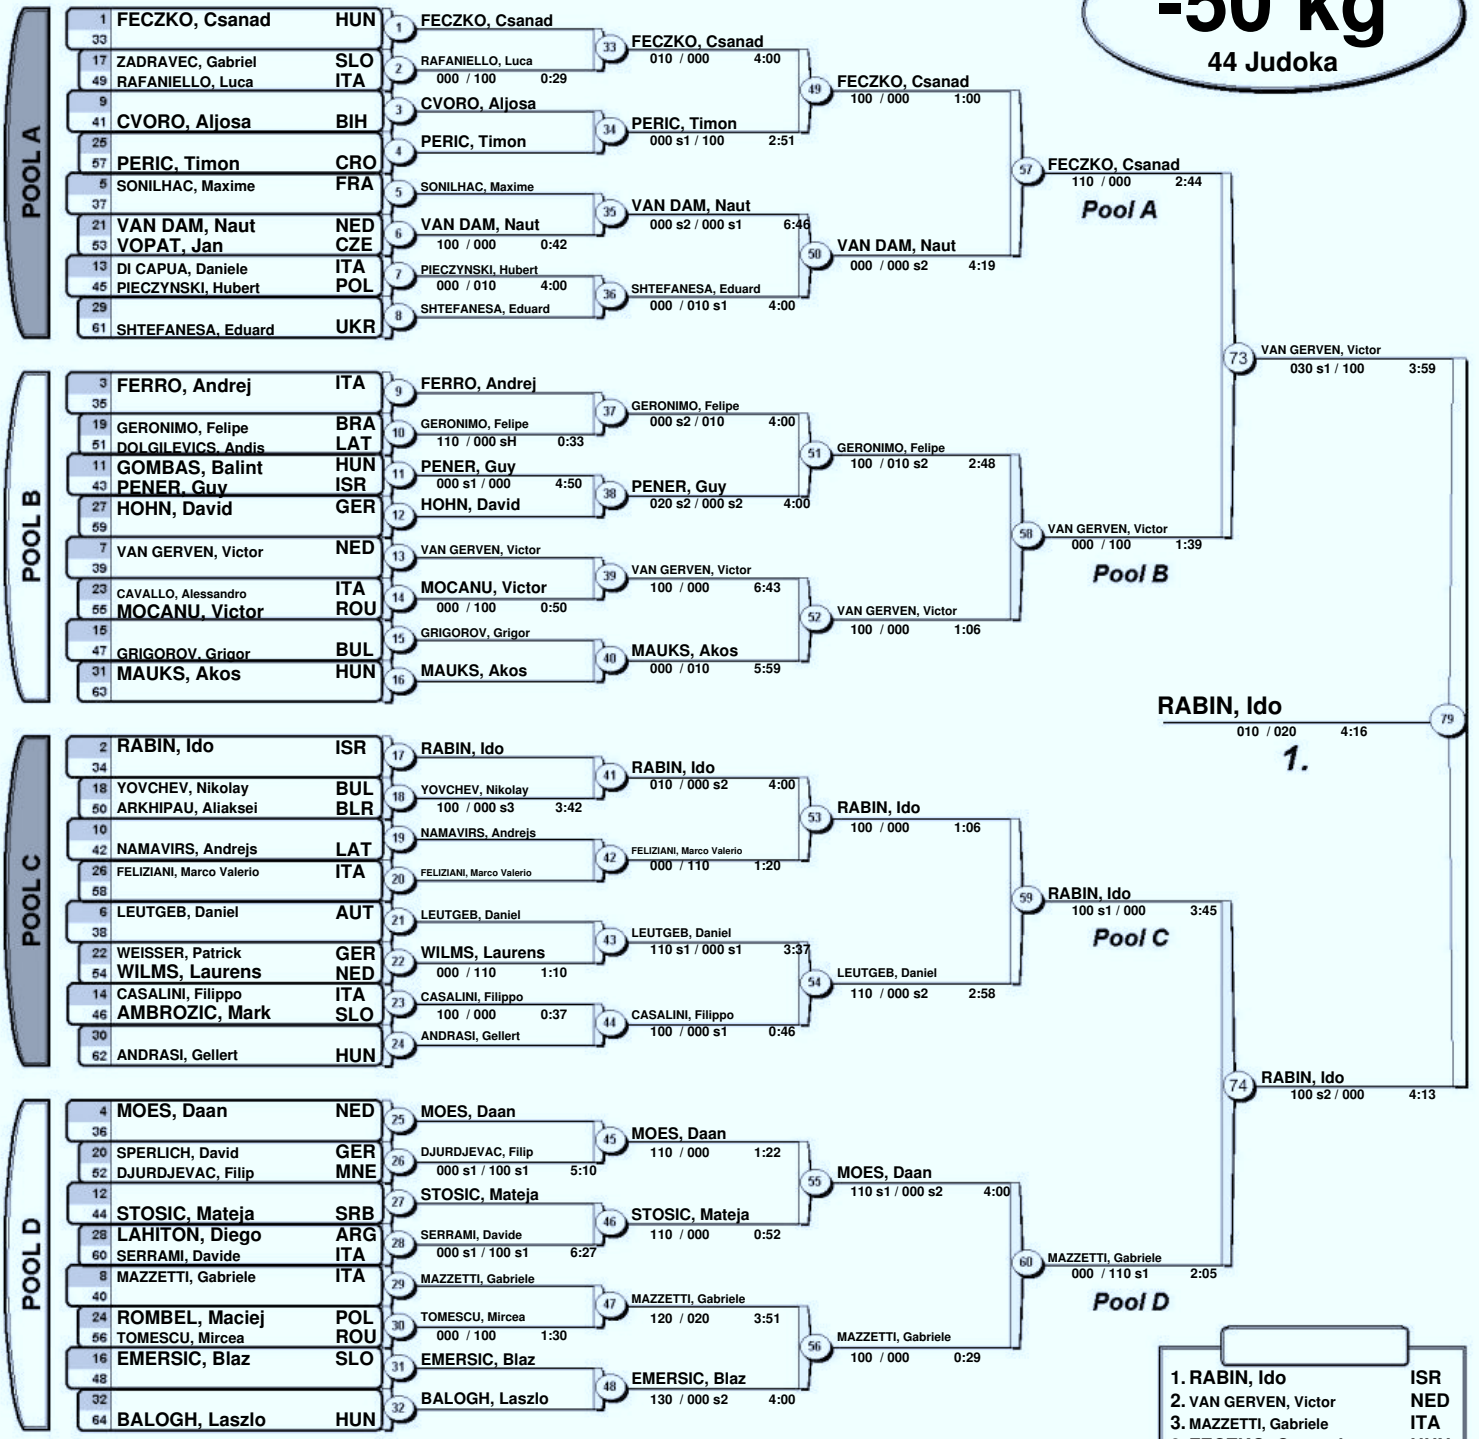 -50 kg
44 Judoka
POOL A
1 FECZKO, Csanad HUN
33
17 ZADRAVEC, Gabriel SLO
49 RAFANIELLO, Luca ITA
9
41 CVORO, Aljosa BIH
25
57 PERIC, Timon CRO
5 SONILHAC, Maxime FRA
37
21 VAN DAM, Naut NED
53 VOPAT, Jan CZE
13 DI CAPUA, Daniele ITA
45 PIECZYNSKI, Hubert POL
29
61 SHTEFANESA, Eduard UKR
1 FECZKO, Csanad
2 RAFANIELLO, Luca
000 / 100 0:29
3 CVORO, Aljosa
4 PERIC, Timon
5 SONILHAC, Maxime
6 VAN DAM, Naut
100 / 000 0:42
7 PIECZYNSKI, Hubert
000 / 010 4:00
8 SHTEFANESA, Eduard
33 FECZKO, Csanad
010 / 000 4:00
34 PERIC, Timon
000 s1 / 100 2:51
35 VAN DAM, Naut
000 s2 / 000 s1 6:46
36 SHTEFANESA, Eduard
000 / 010 s1 4:00
49 FECZKO, Csanad
100 / 000 1:00
50 VAN DAM, Naut
000 / 000 s2 4:19
57 FECZKO, Csanad
110 / 000 2:44
Pool A
POOL B
3 FERRO, Andrej ITA
35
19 GERONIMO, Felipe BRA
51 DOLGILEVICS, Andis LAT
11 GOMBAS, Balint HUN
43 PENER, Guy ISR
27 HOHN, David GER
59
7 VAN GERVEN, Victor NED
39
23 CAVALLO, Alessandro ITA
55 MOCANU, Victor ROU
15
47 GRIGOROV, Grigor BUL
31 MAUKS, Akos HUN
63
9 FERRO, Andrej
10 GERONIMO, Felipe
110 / 000 sH 0:33
11 PENER, Guy
000 s1 / 000 4:50
12 HOHN, David
13 VAN GERVEN, Victor
14 MOCANU, Victor
000 / 100 0:50
15 GRIGOROV, Grigor
16 MAUKS, Akos
37 GERONIMO, Felipe
000 s2 / 010 4:00
38 PENER, Guy
020 s2 / 000 s2 4:00
39 VAN GERVEN, Victor
100 / 000 6:43
40 MAUKS, Akos
000 / 010 5:59
51 GERONIMO, Felipe
100 / 010 s2 2:48
52 VAN GERVEN, Victor
100 / 000 1:06
58 VAN GERVEN, Victor
000 / 100 1:39
Pool B
73 VAN GERVEN, Victor
030 s1 / 100 3:59
RABIN, Ido 79
010 / 020 4:16
1.
POOL C
2 RABIN, Ido ISR
34
18 YOVCHEV, Nikolay BUL
50 ARKHIPAU, Aliaksei BLR
10
42 NAMAVIRS, Andrejs LAT
26 FELIZIANI, Marco Valerio ITA
58
6 LEUTGEB, Daniel AUT
38
22 WEISSER, Patrick GER
54 WILMS, Laurens NED
14 CASALINI, Filippo ITA
46 AMBROZIC, Mark SLO
30
62 ANDRASI, Gellert HUN
17 RABIN, Ido
18 YOVCHEV, Nikolay
100 / 000 s3 3:42
19 NAMAVIRS, Andrejs
20 FELIZIANI, Marco Valerio
21 LEUTGEB, Daniel
22 WILMS, Laurens
000 / 110 1:10
23 CASALINI, Filippo
100 / 000 0:37
24 ANDRASI, Gellert
41 RABIN, Ido
010 / 000 s2 4:00
42 FELIZIANI, Marco Valerio
000 / 110 1:20
43 LEUTGEB, Daniel
110 s1 / 000 s1 3:37
44 CASALINI, Filippo
100 / 000 s1 0:46
53 RABIN, Ido
100 / 000 1:06
54 LEUTGEB, Daniel
110 / 000 s2 2:58
59 RABIN, Ido
100 s1 / 000 3:45
Pool C
74 RABIN, Ido
100 s2 / 000 4:13
POOL D
4 MOES, Daan NED
36
20 SPERLICH, David GER
52 DJURDJEVAC, Filip MNE
12
44 STOSIC, Mateja SRB
28 LAHITON, Diego ARG
60 SERRAMI, Davide ITA
8 MAZZETTI, Gabriele ITA
40
24 ROMBEL, Maciej POL
56 TOMESCU, Mircea ROU
16 EMERSIC, Blaz SLO
48
32
64 BALOGH, Laszlo HUN
25 MOES, Daan
26 DJURDJEVAC, Filip
000 s1 / 100 s1 5:10
27 STOSIC, Mateja
28 SERRAMI, Davide
000 s1 / 100 s1 6:27
29 MAZZETTI, Gabriele
30 TOMESCU, Mircea
000 / 100 1:30
31 EMERSIC, Blaz
32 BALOGH, Laszlo
45 MOES, Daan
110 / 000 1:22
46 STOSIC, Mateja
110 / 000 0:52
47 MAZZETTI, Gabriele
120 / 020 3:51
48 EMERSIC, Blaz
130 / 000 s2 4:00
55 MOES, Daan
110 s1 / 000 s2 4:00
56 MAZZETTI, Gabriele
100 / 000 0:29
60 MAZZETTI, Gabriele
000 / 110 s1 2:05
Pool D
1. RABIN, Ido ISR
2. VAN GERVEN, Victor NED
3. MAZZETTI, Gabriele ITA